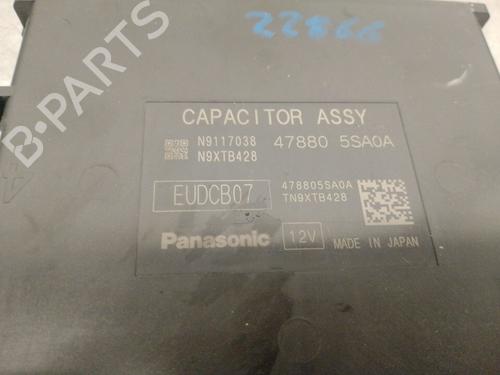 22866
CAPACITOR ASSY
N9117038
N9XTB428
47880 5SA0A
EUDCB07
478805SA0A
TN9XTB428
Panasonic
12V
MADE IN JAPAN
B-PARTS